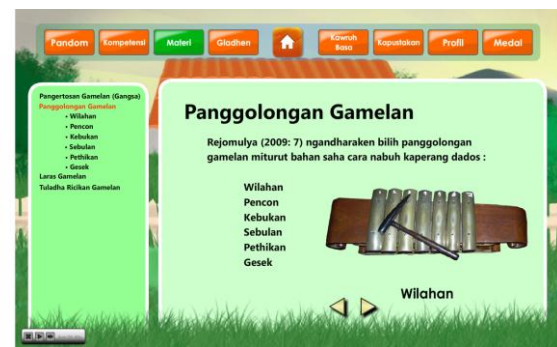 Pandom
Kompetensi
Materi
Gladhen
Kawruh
Basa
Kapustakan
Profil
Medal
Pangertosan Gamelan (Gangsa)
Panggolongan Gamelan
• Wilahan
• Pencon
• Kebukan
• Sebulan
• Pethikan
• Gesek
Laras Gamelan
Tuladha Ricikan Gamelan
Panggolongan Gamelan
Rejomulya (2009: 7) ngandharaken bilih panggolongan
gamelan miturut bahan saha cara nabuh kaperang dados :
Wilahan
Pencon
Kebukan
Sebulan
Pethikan
Gesek
Wilahan